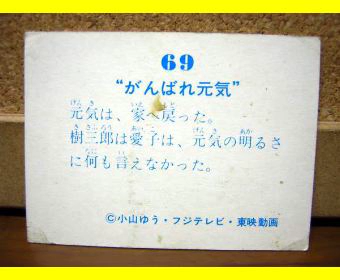 69
“がんばれ元気”
元気は、家へ戻った。
樹三郎は愛子は、元気の明るさ
に何も言えなかった。
©小山ゆう・フジテレビ・東映動画